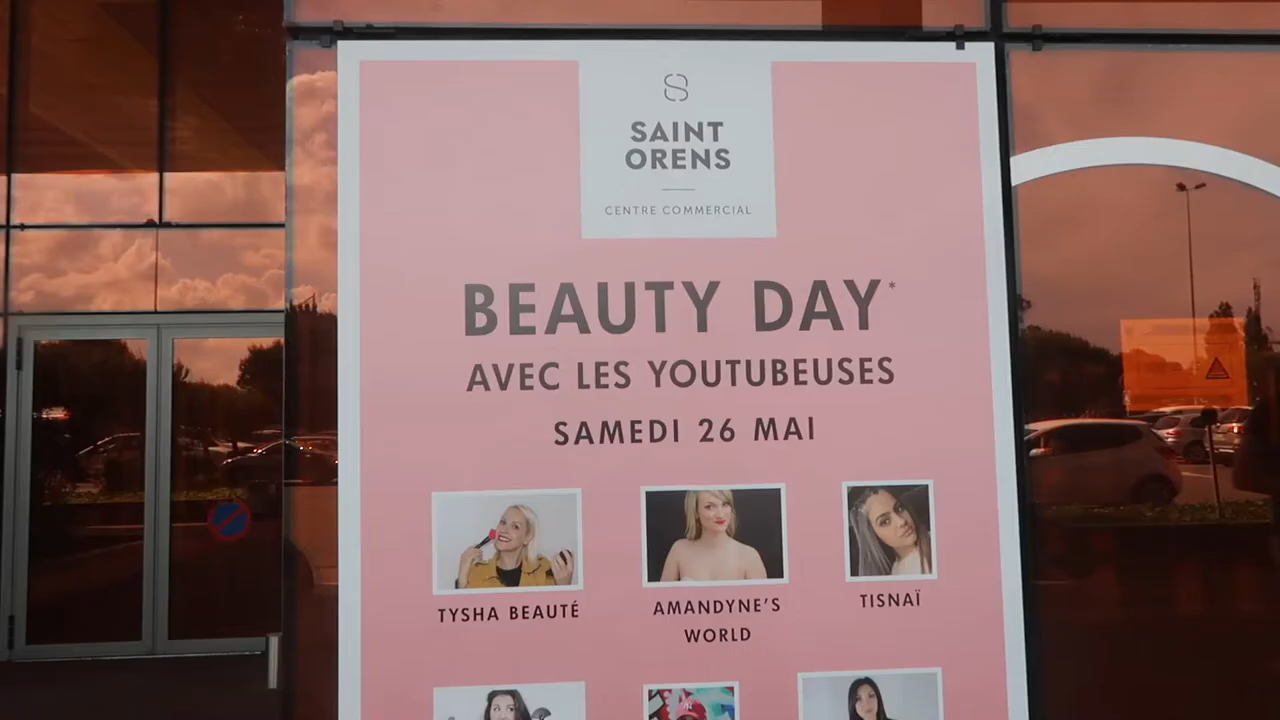 SAINT
ORENS
CENTRE COMMERCIAL
BEAUTY DAY*
AVEC LES YOUTUBEUSES
SAMEDI 26 MAI
TYSHA BEAUTÉ
AMANDYNE'S
WORLD
TISNAÏ